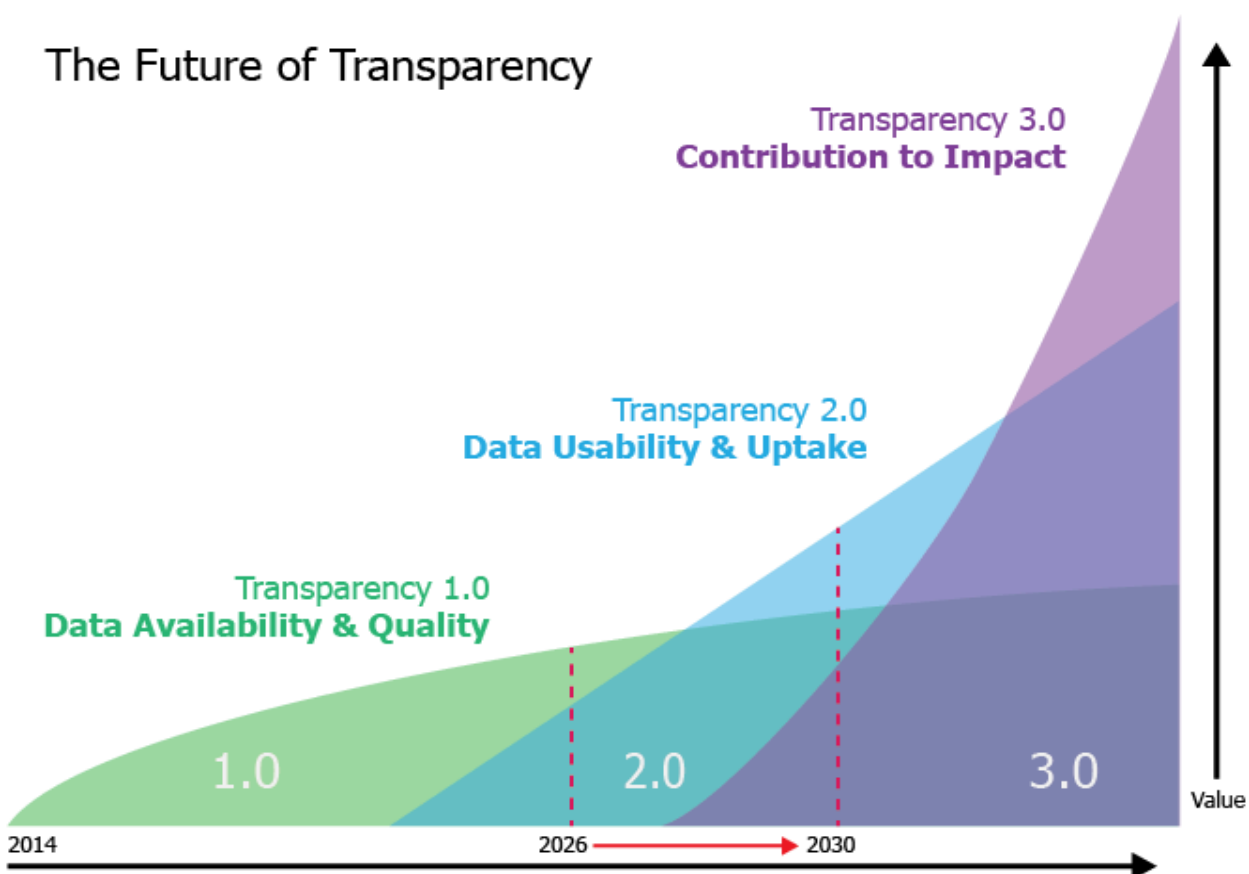 The Future of Transparency
Transparency 3.0
Contribution to Impact
Transparency 2.0
Data Usability & Uptake
Transparency 1.0
Data Availability & Quality
1.0
2.0
3.0
Value
2014
2026
2030